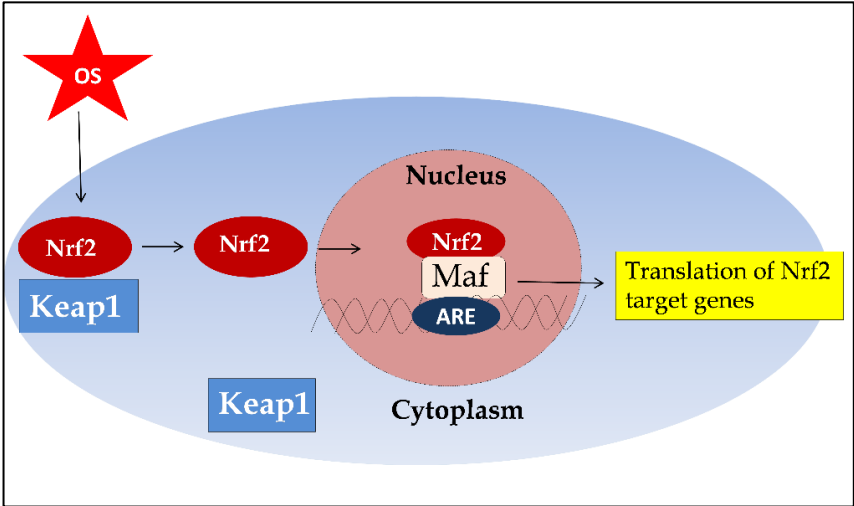 OS
Nucleus
Nrf2
Nrf2
Nrf2
Keap1
Maf
ARE
Translation of Nrf2
target genes
Keap1
Cytoplasm